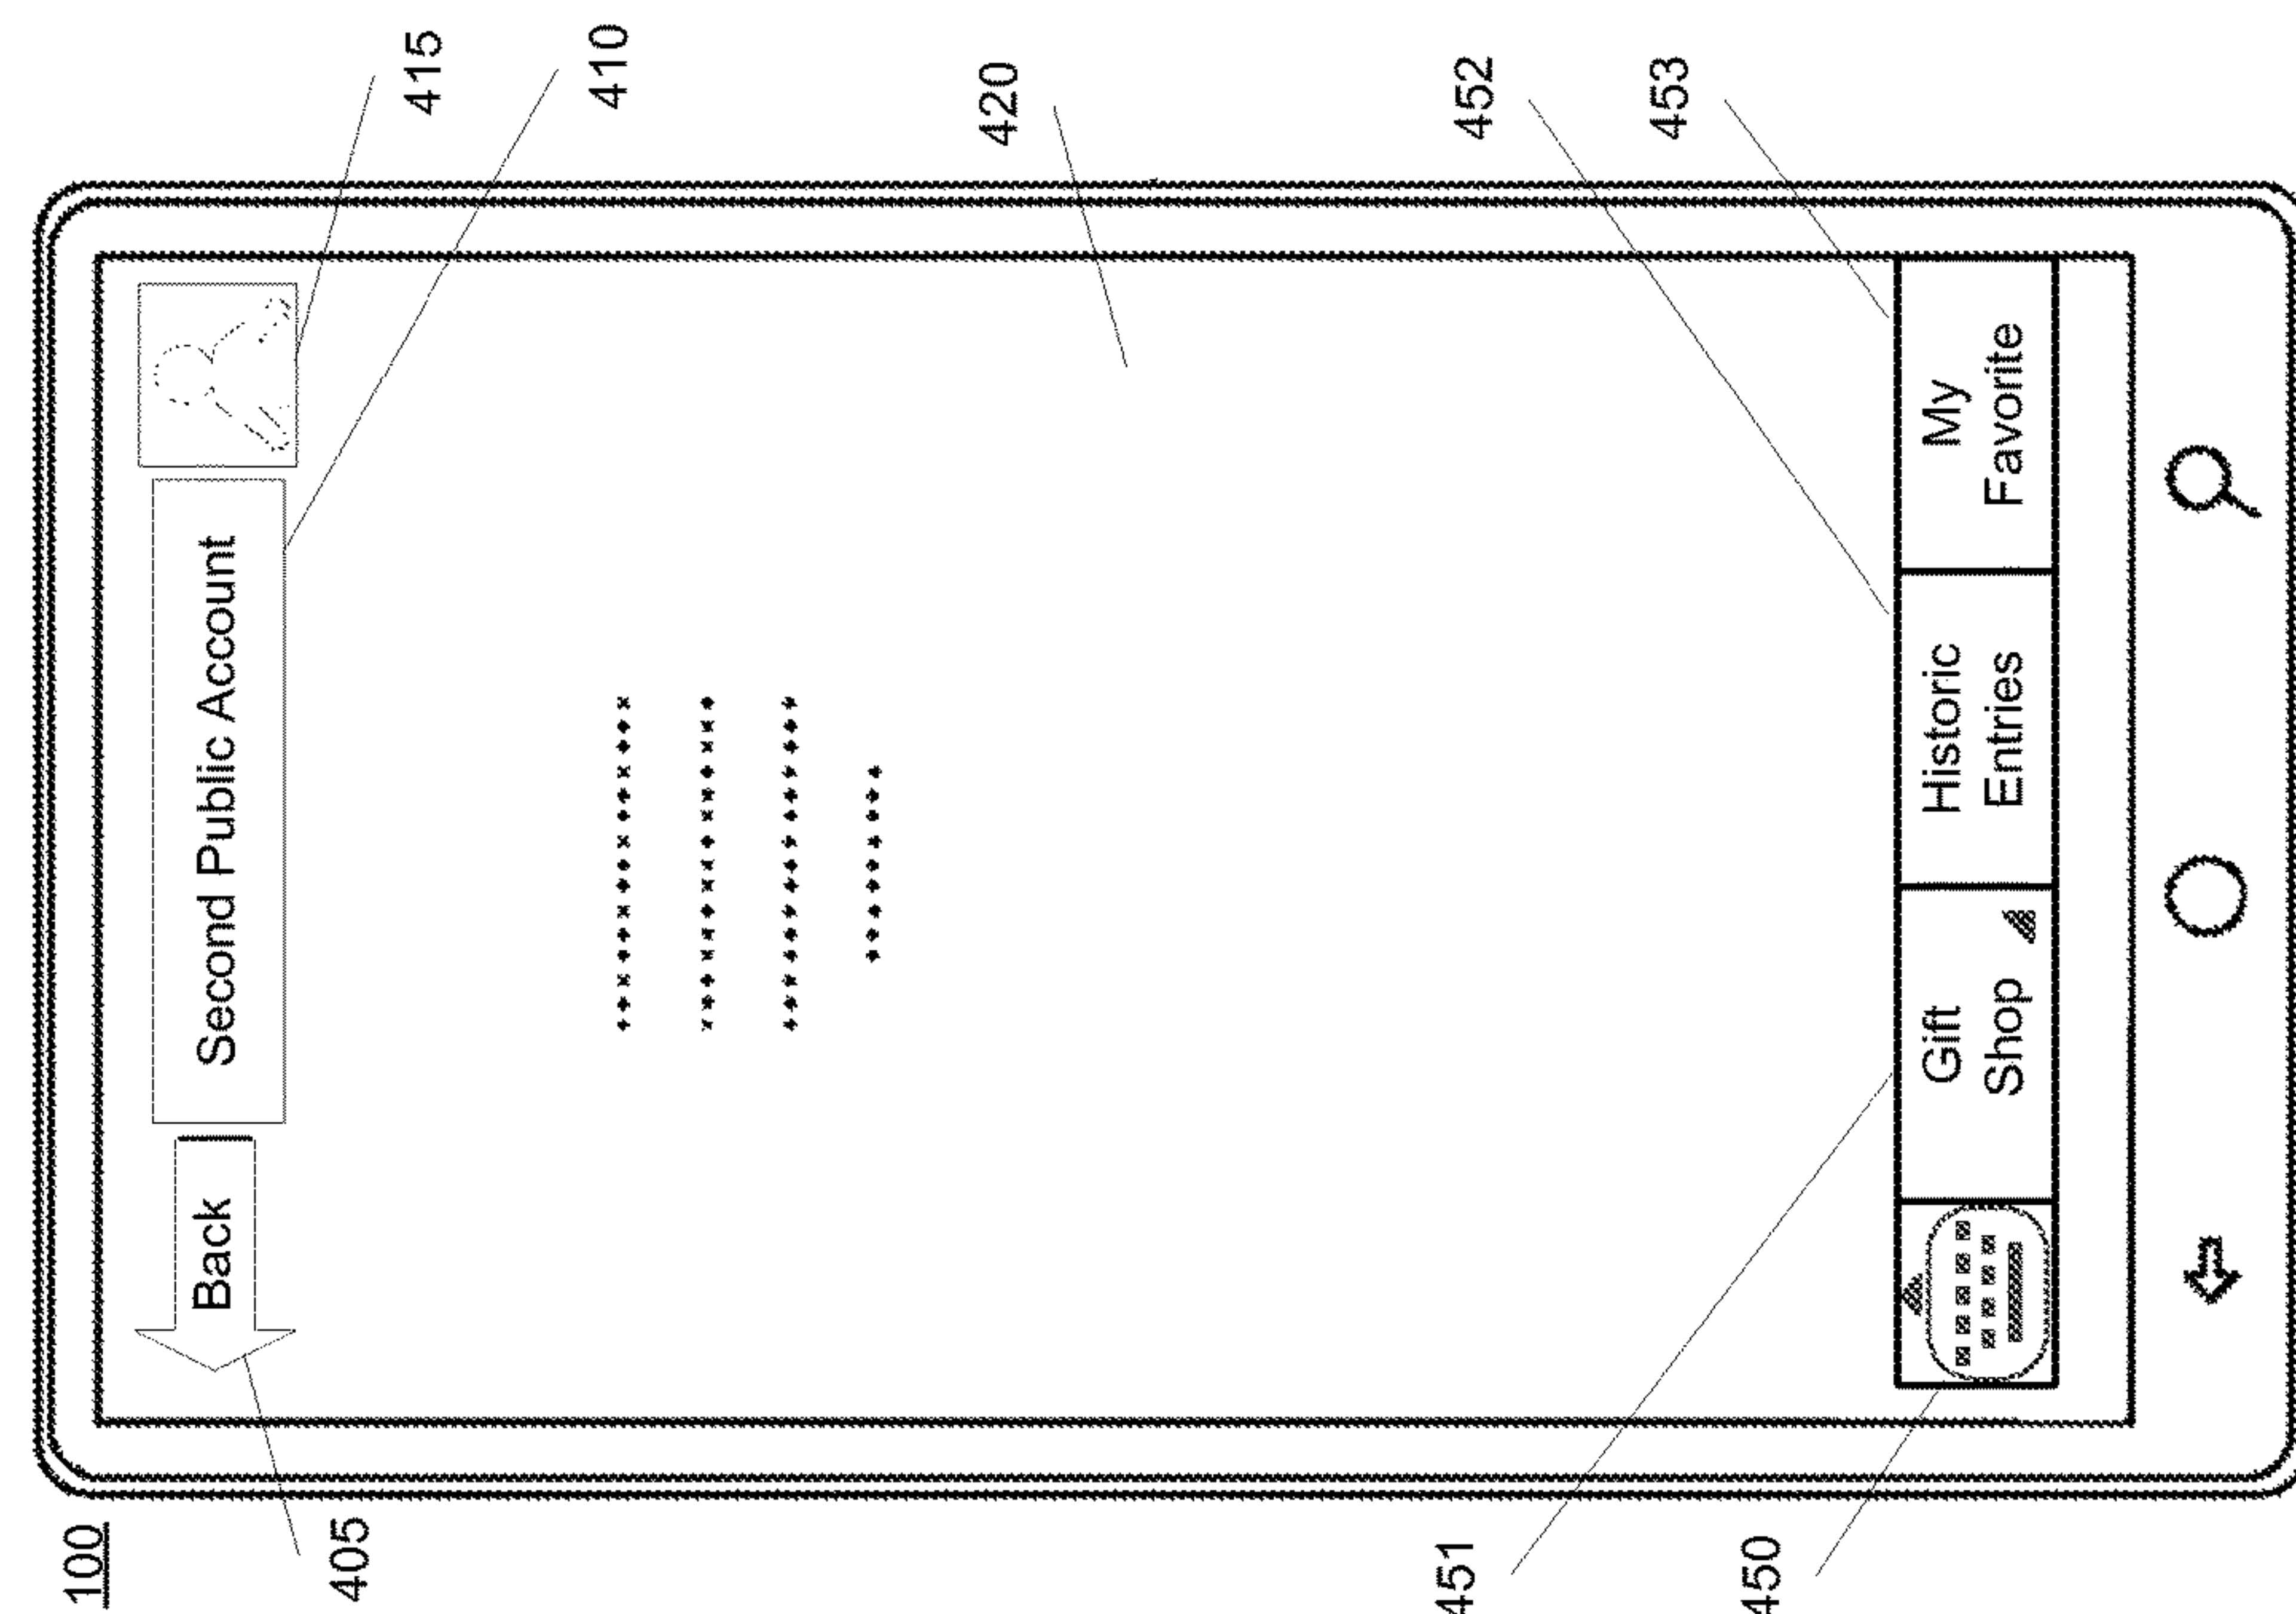 100
415
405
Back
Second Public Account
410
420
451
452
450
Gift
Shop
Historic
Entries
My
Favorite
453